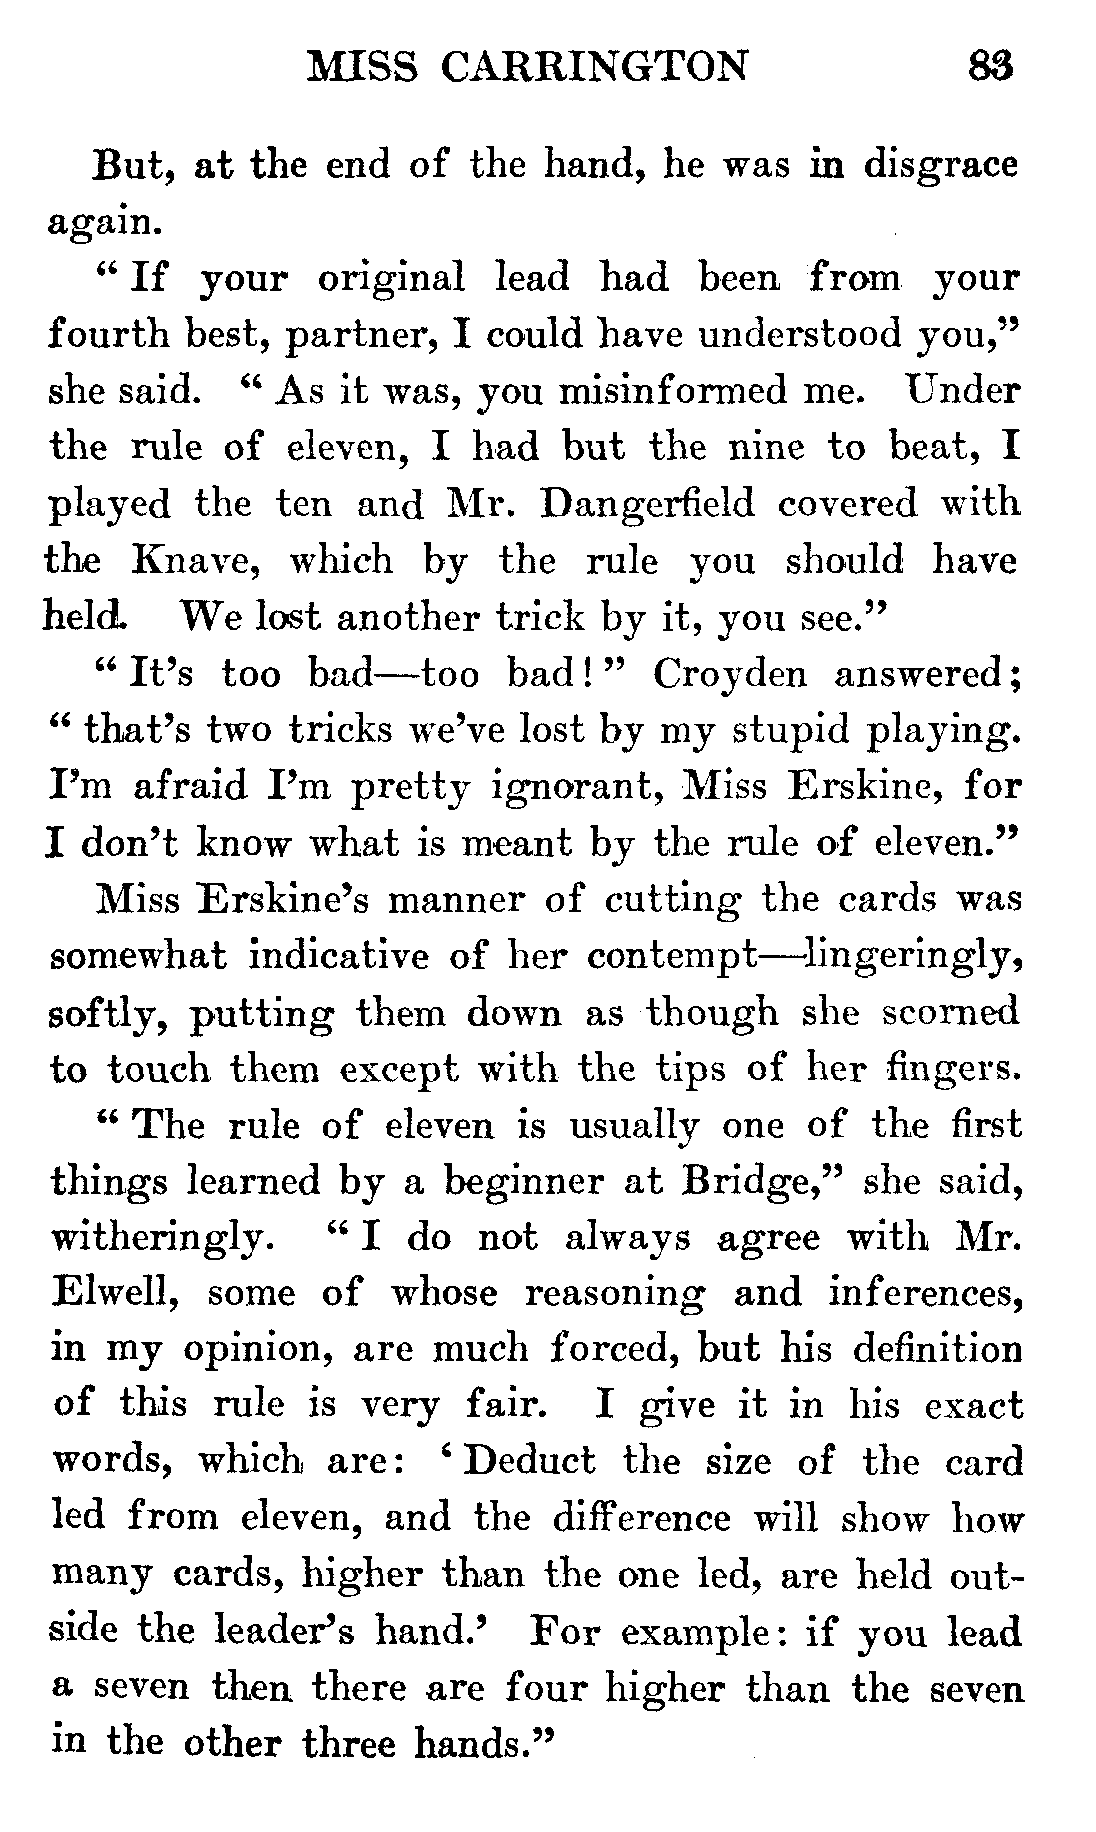 MISS CARRINGTON 83
But, at the end of the hand, he was in disgrace
again.
“ If your original lead had been from your
fourth best, partner, I could have understood you,”
she said. “ As it was, you misinformed me. Under
the rule of eleven, I had but the nine to beat, I
played the ten and Mr. Dangerfield covered with
the Knave, which by the rule you should have
held. We lost another trick by it, you see.”
“ It’s too bad—too bad! ” Croyden answered;
“ that’s two tricks we’ve lost by my stupid playing.
I’m afraid I’m pretty ignorant, Miss Erskine, for
I don’t know what is meant by the rule of eleven.”
Miss Erskine’s manner of cutting the cards was
somewhat indicative of her contempt—lingeringly,
softly, putting them down as though she scorned
to touch them except with the tips of her fingers.
“ The rule of eleven is usually one of the first
things learned by a beginner at Bridge,” she said,
witheringly. “ I do not always agree with Mr.
Elwell, some of whose reasoning and inferences,
in my opinion, are much forced, but his definition
of this rule is very fair. I give it in his exact
words, which are: ‘ Deduct the size of the card
led from eleven, and the difference will show how
many cards, higher than the one led, are held out-
side the leader’s hand.’ For example: if you lead
a seven then there are four higher than the seven
in the other three hands.”